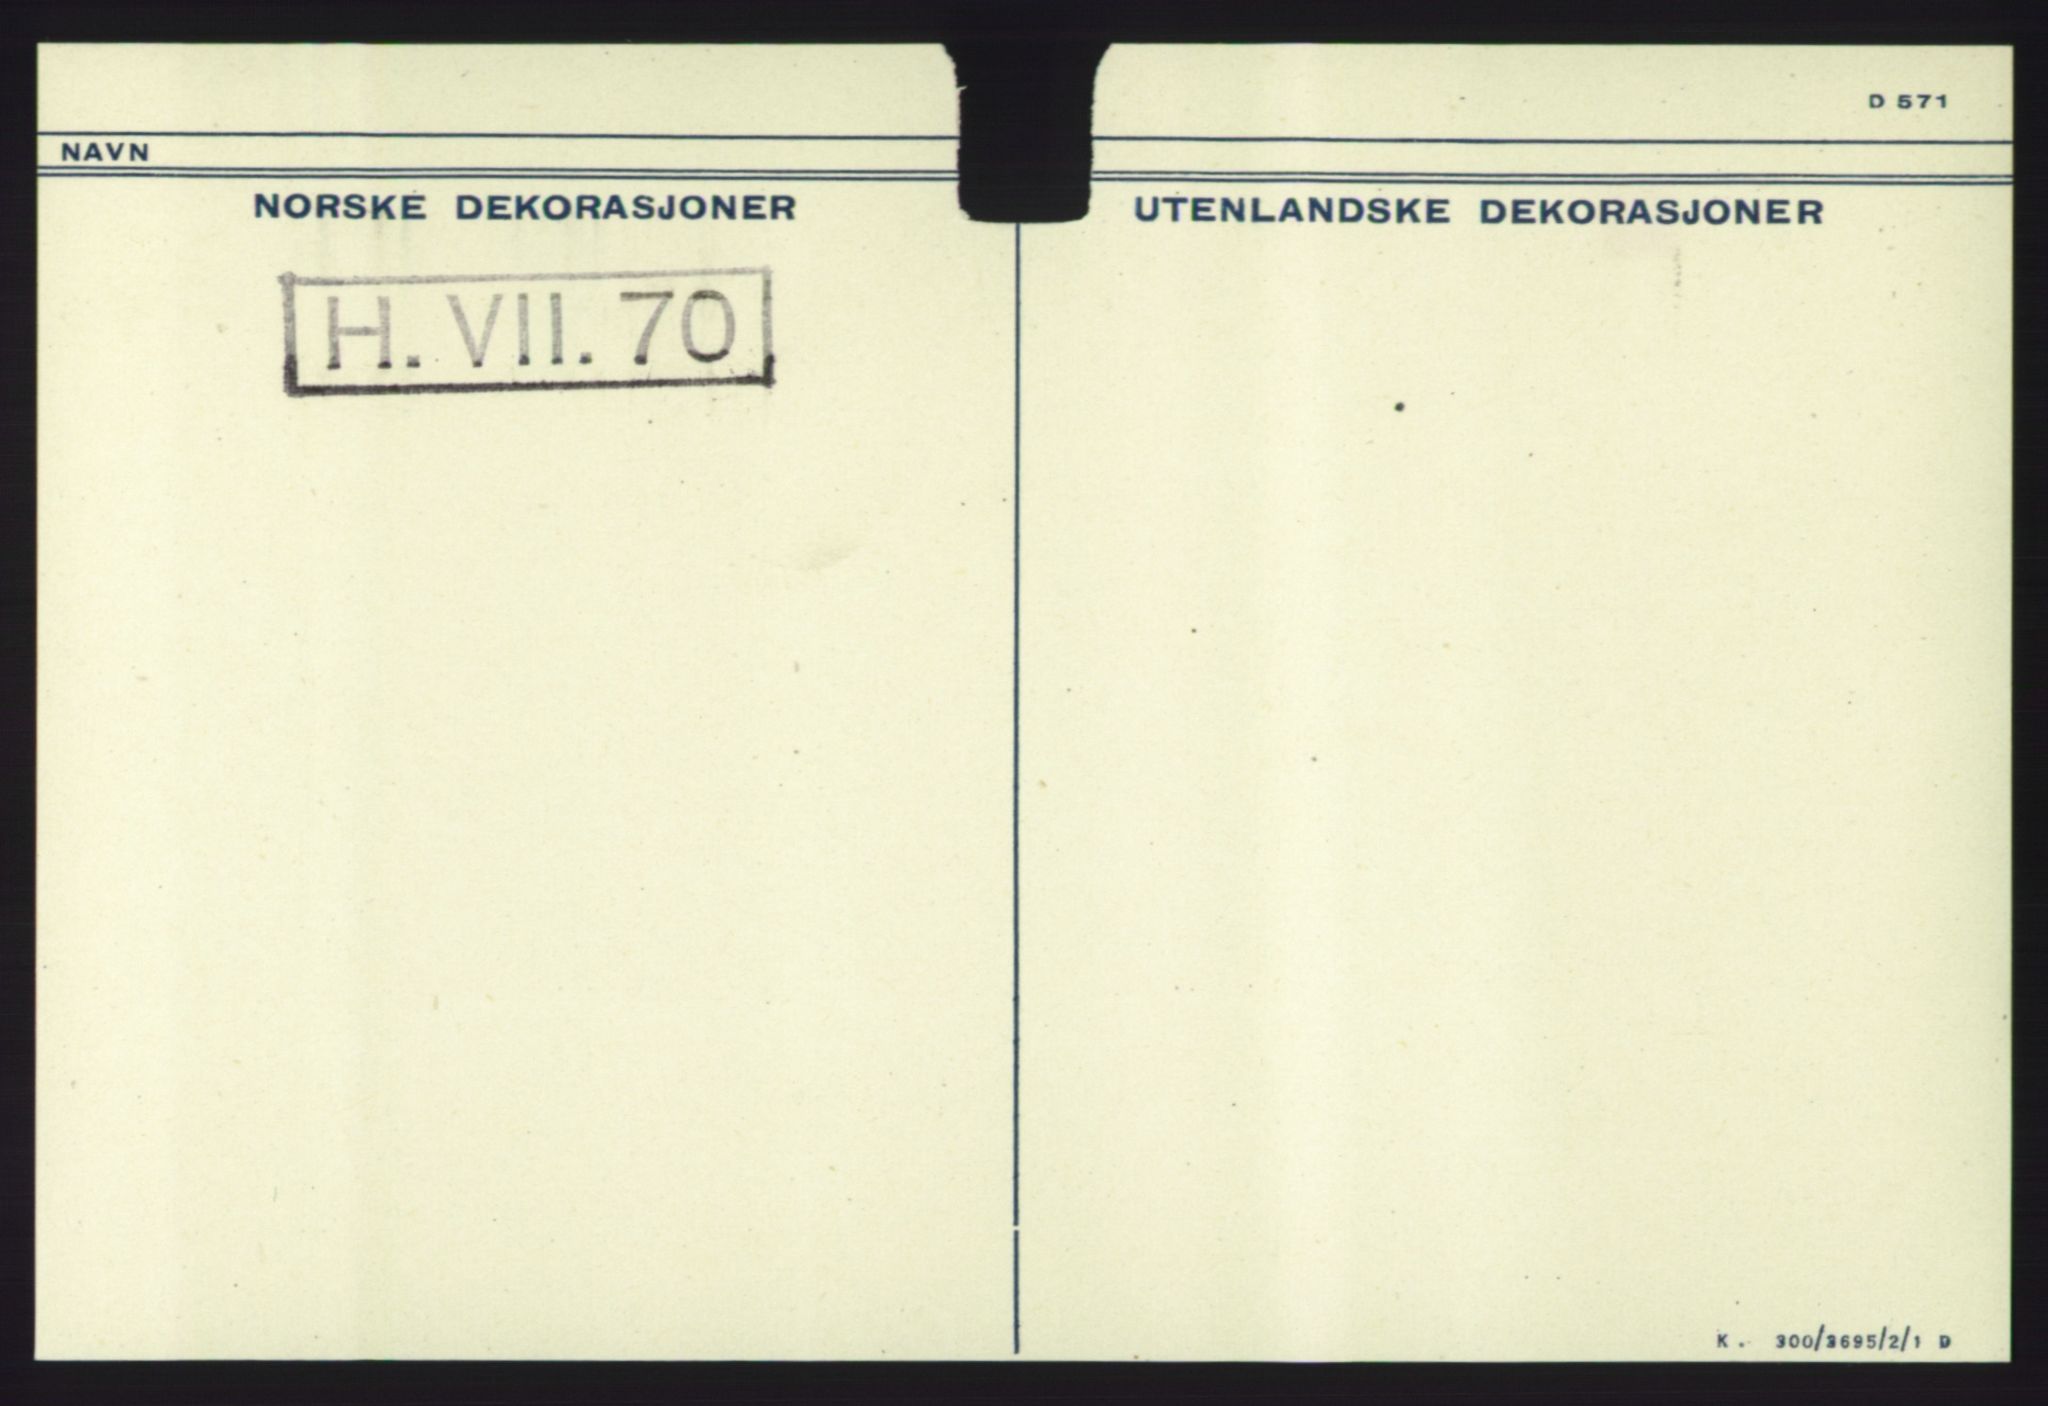 D 571
NAVN
NORSKE DEKORASJONER
UTENLANDSKE DEKORASJONER
H. VII. 70
K. 300/3695/2/1 D